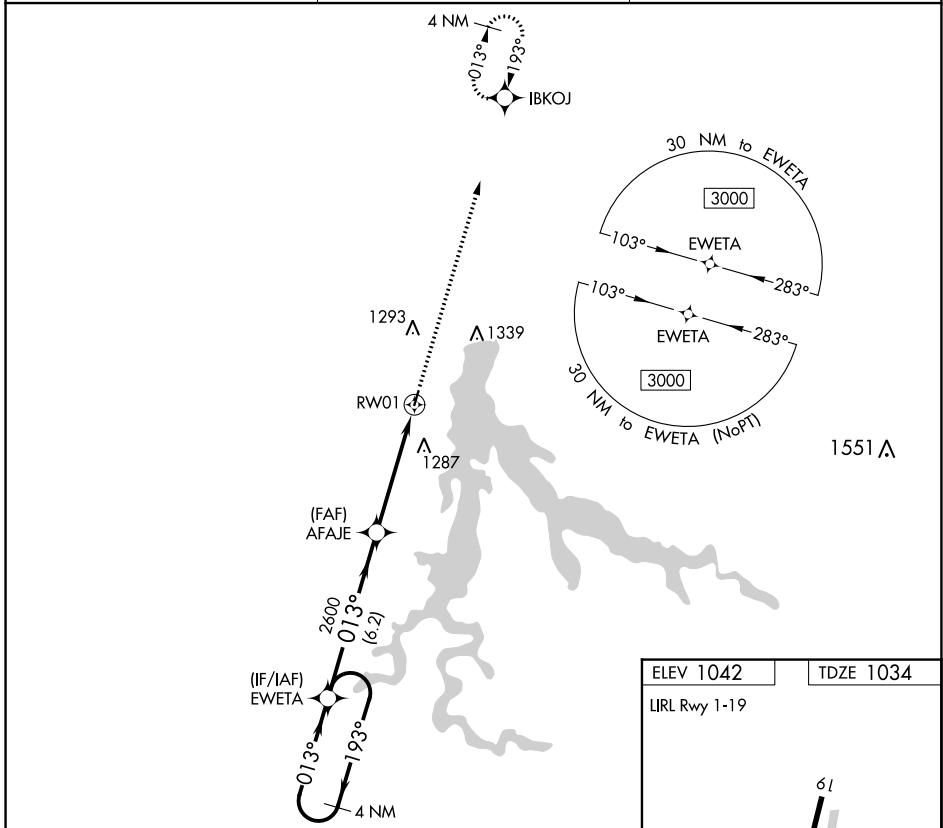 4 NM
013°
193°
IBKOJ
30 NM to EWETA
3000
103°
EWETA
283°
103°
EWETA
283°
3000
30 NM to EWETA (NoPT)
1293
1339
RW01
1287
1551
(FAF)
AFAJE
2600
013°
(6.2)
(IF/IAF)
EWETA
013°
193°
4 NM
ELEV 1042
TDZE 1034
LIRL Rwy 1-19
19